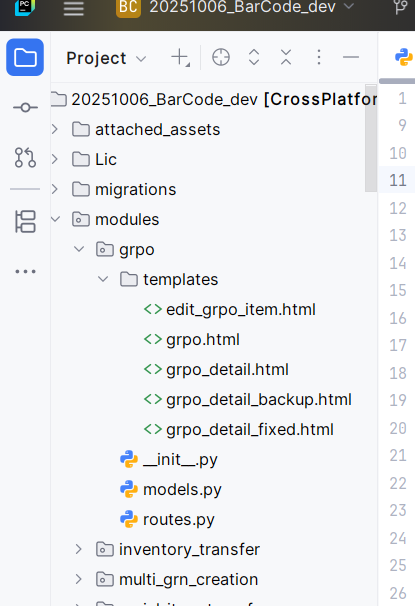 PC
BC 20251006_BarCode_dev
Project
20251006_BarCode_dev [CrossPlatfor
attached_assets
Lic
migrations
modules
grpo
templates
<> edit_grpo_item.html
<> grpo.html
<> grpo_detail.html
<> grpo_detail_backup.html
<> grpo_detail_fixed.html
__init__.py
models.py
routes.py
inventory_transfer
multi_grn_creation
1
9
10
11
12
13
14
15
16
17
18
19
20
21
22
23
24
25
26